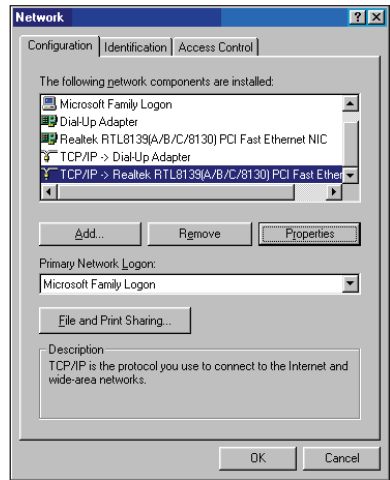 Network
Configuration Identification Access Control
The following network components are installed:
Microsoft Family Logon
Dial-Up Adapter
Realtek RTL8139(A/B/C/8130) PCI Fast Ethernet NIC
TCP/IP -> Dial-Up Adapter
TCP/IP -> Realtek RTL8139(A/B/C/8130) PCI Fast Ether
Add... Remove Properties
Primary Network Logon:
Microsoft Family Logon
File and Print Sharing...
Description
TCP/IP is the protocol you use to connect to the Internet and
wide-area networks.
OK Cancel